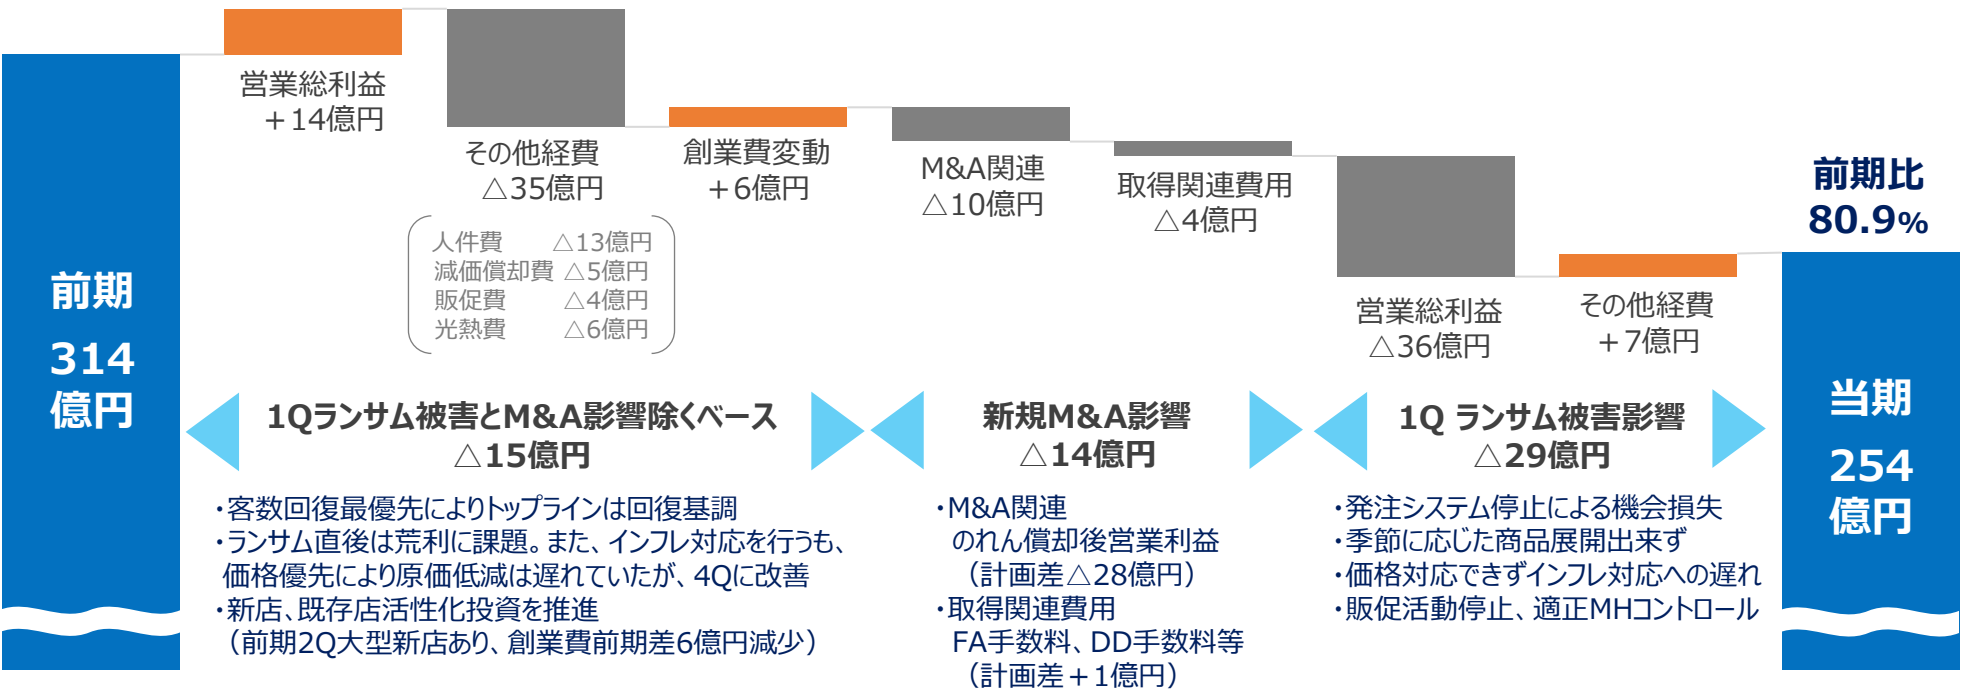 前期
314
億円
営業総利益
＋14億円
その他経費
△35億円
人件費 △13億円
減価償却費 △5億円
販促費 △4億円
光熱費 △6億円
創業費変動
＋6億円
M&A関連
△10億円
取得関連費用
△4億円
営業総利益
△36億円
その他経費
＋7億円
前期比
80.9%
当期
254
億円
1Qランサム被害とM&A影響除くベース
△15億円
・客数回復最優先によりトップラインは回復基調
・ランサム直後は荒利に課題。また、インフレ対応を行うも、
価格優先により原価低減は遅れていたが、4Qに改善
・新店、既存店活性化投資を推進
（前期2Q大型新店あり、創業費前期差6億円減少）
新規M&A影響
△14億円
・M&A関連
のれん償却後営業利益
（計画差△28億円）
・取得関連費用
FA手数料、DD手数料等
（計画差＋1億円）
1Q ランサム被害影響
△29億円
・発注システム停止による機会損失
・季節に応じた商品展開出来ず
・価格対応できずインフレ対応への遅れ
・販促活動停止、適正MHコントロール